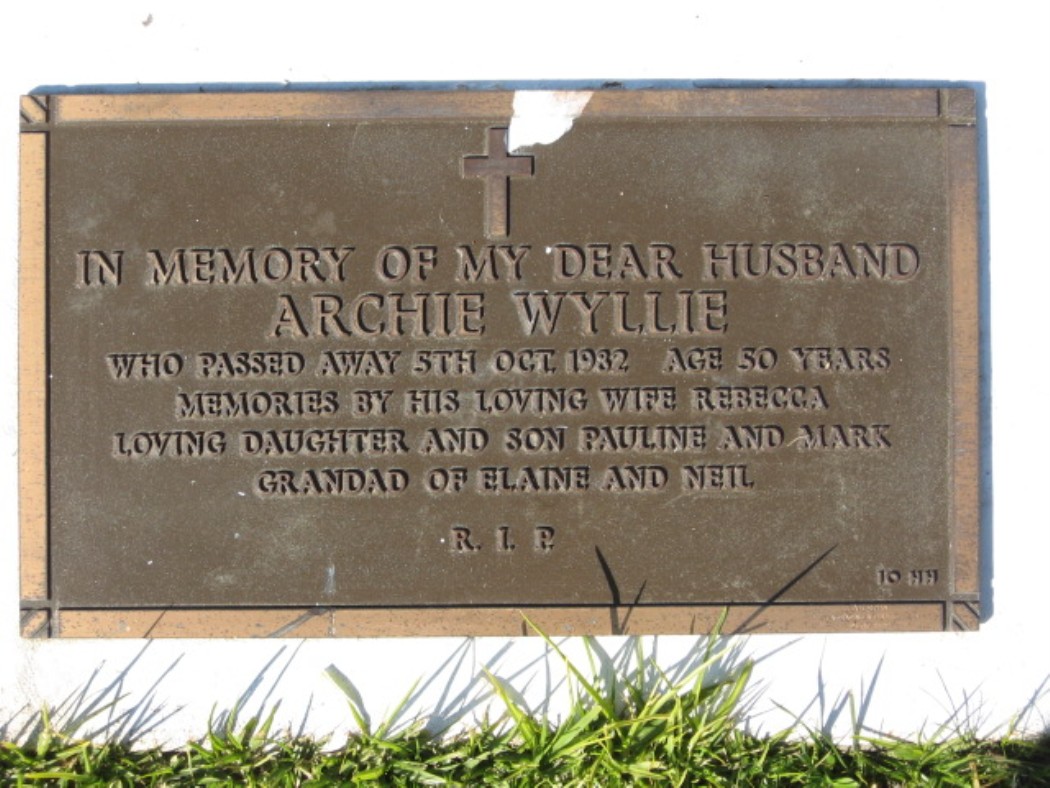 IN MEMORY OF MY DEAR HUSBAND
ARCHIE WYLLIE
WHO PASSED AWAY 5TH OCT. 1982 AGE 50 YEARS
MEMORIES BY HIS LOVING WIFE REBECCA
LOVING DAUGHTER AND SON PAULINE AND MARK
GRANDAD OF ELAINE AND NEIL
R. I. P.
10 HH